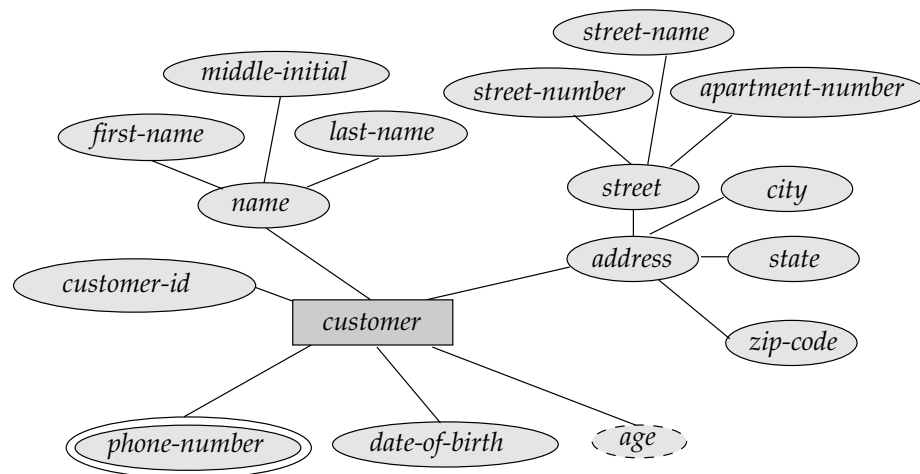 street-name
middle-initial
street-number
apartment-number
first-name
last-name
street
city
name
address
state
customer-id
customer
zip-code
phone-number
date-of-birth
age